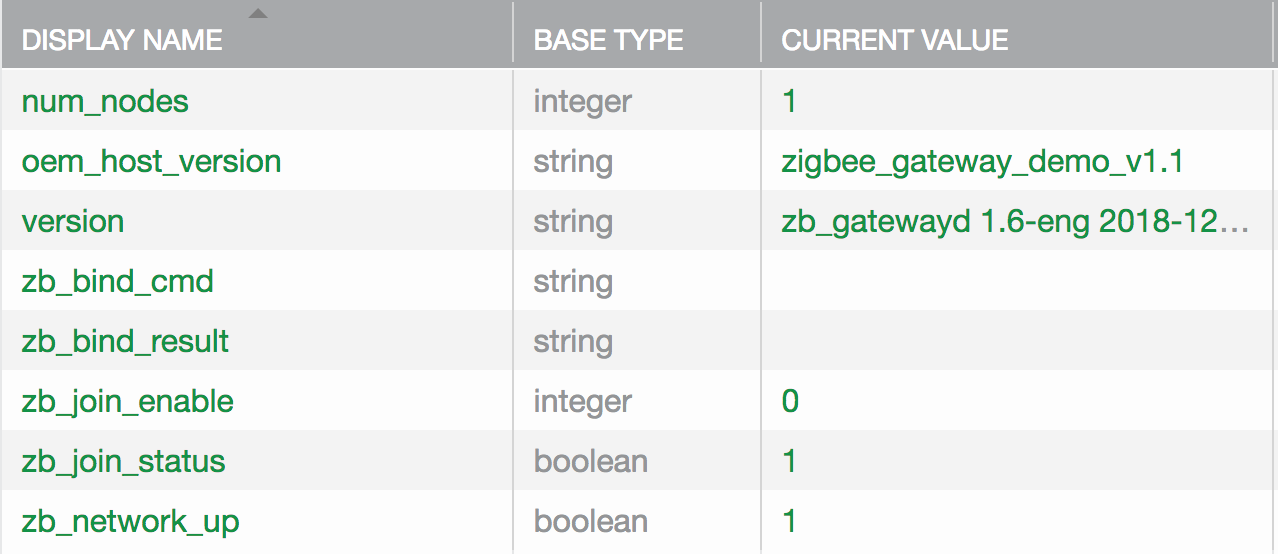 DISPLAY NAME BASE TYPE CURRENT VALUE
num_nodes integer 1
oem_host_version string zigbee_gateway_demo_v1.1
version string zb_gatewayd 1.6-eng 2018-12...
zb_bind_cmd string
zb_bind_result string
zb_join_enable integer 0
zb_join_status boolean 1
zb_network_up boolean 1